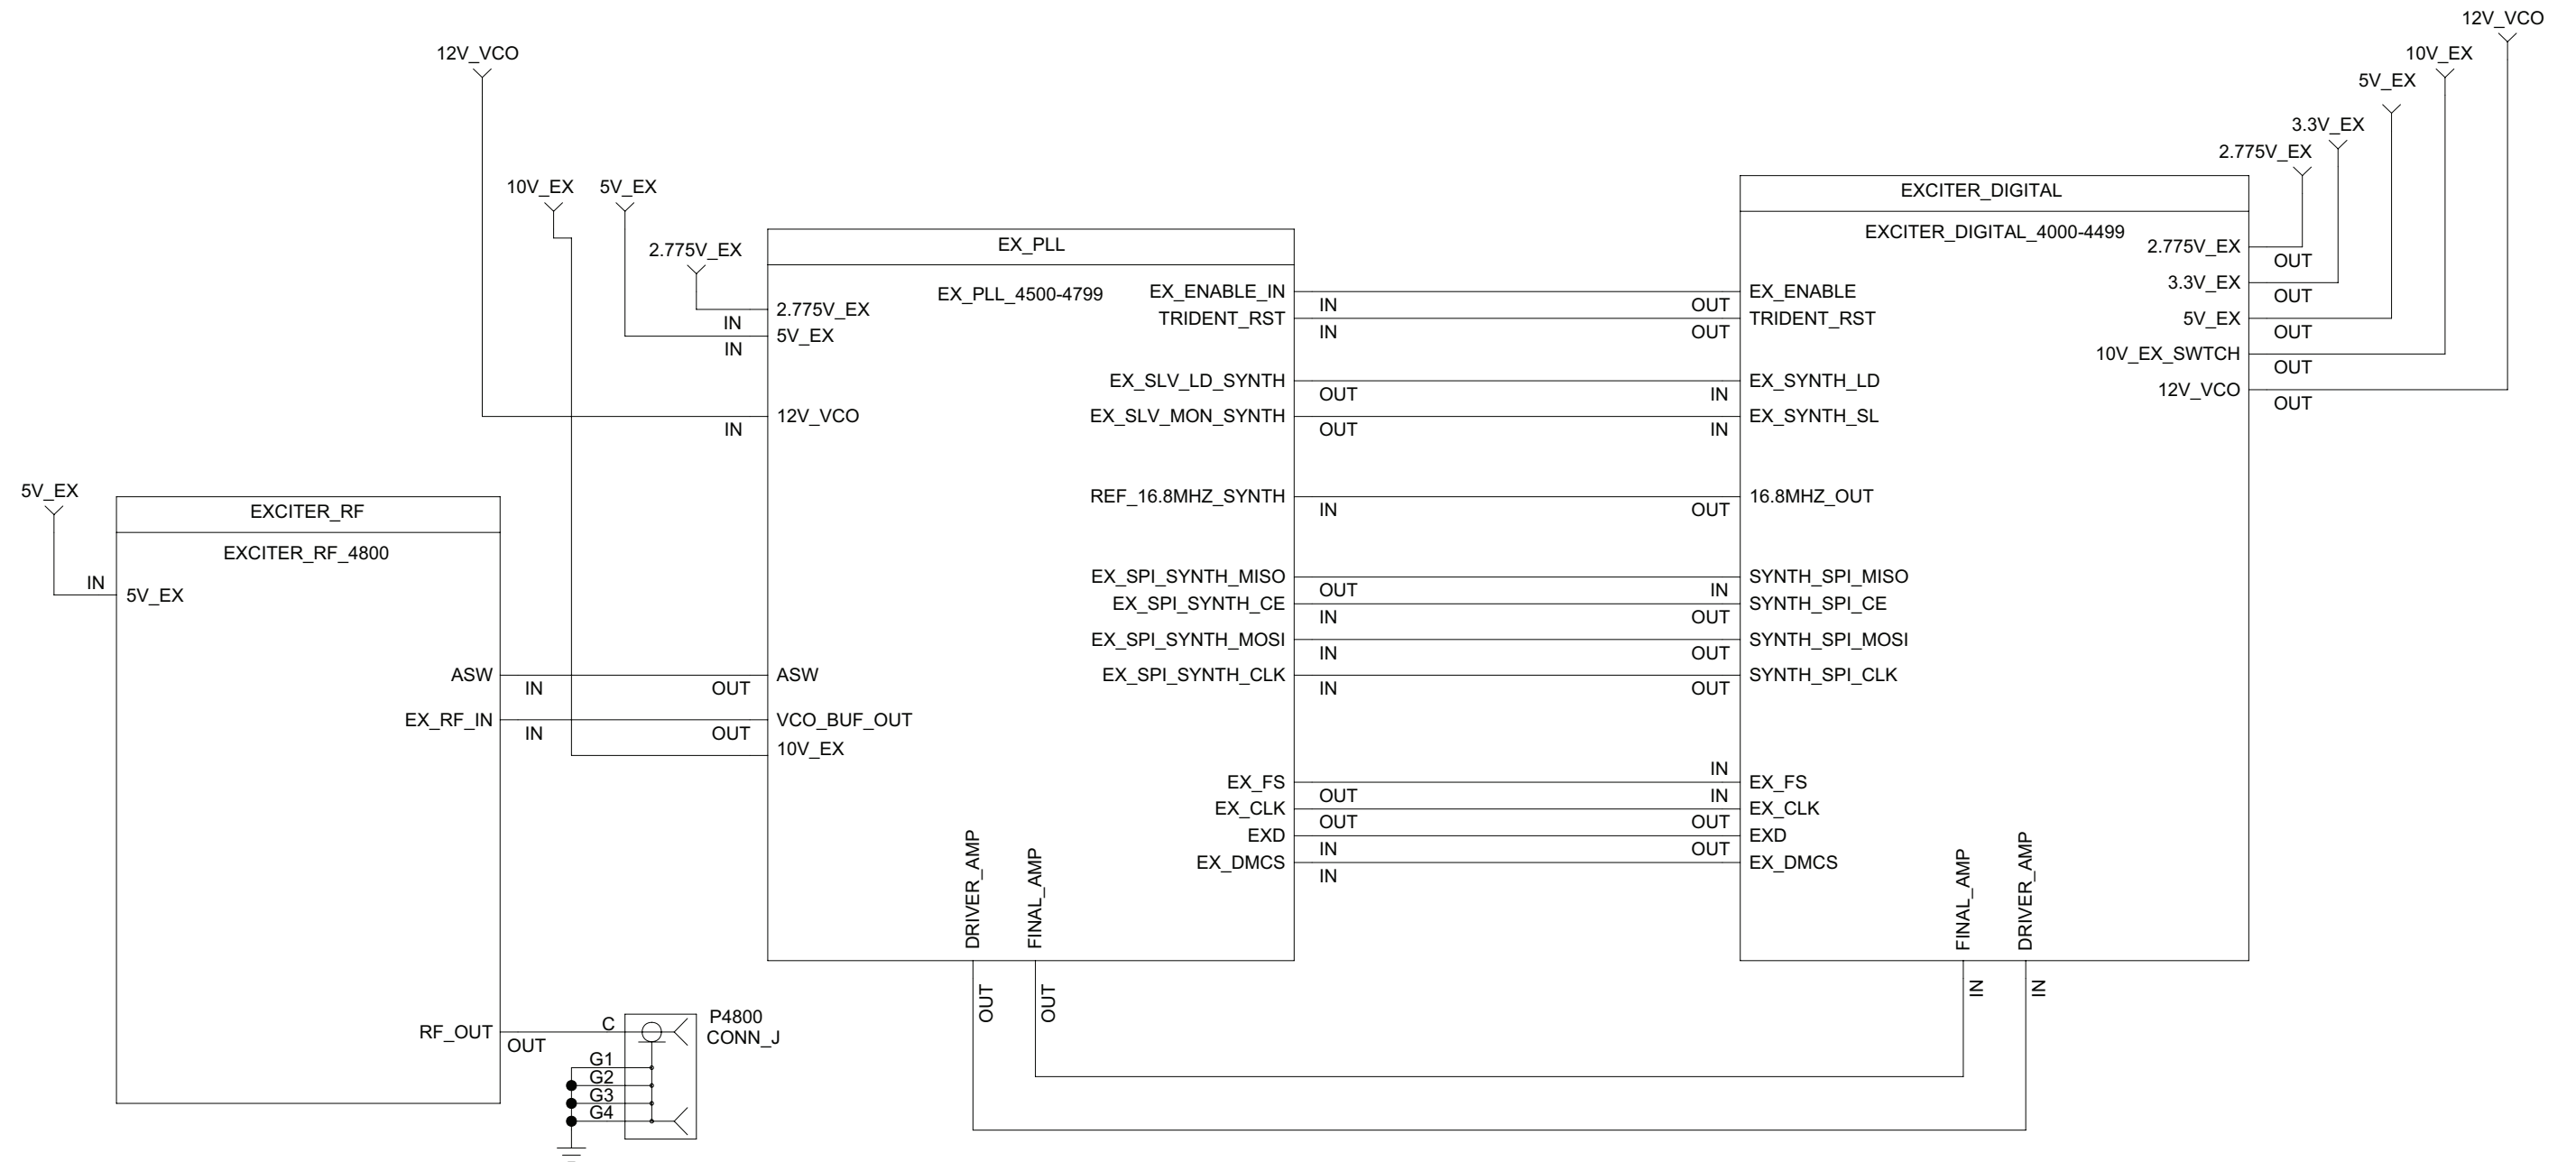 12V_VCO
10V_EX
5V_EX
2.775V_EX
5V_EX
12V_VCO
10V_EX
5V_EX
3.3V_EX
2.775V_EX
EXCITER_RF
EXCITER_RF_4800
IN
5V_EX
ASW
IN
EX_RF_IN
IN
RF_OUT
OUT
C
G1
G2
G3
G4
P4800
CONN_J
EX_PLL
EX_PLL_4500-4799
IN
2.775V_EX
IN
5V_EX
IN
12V_VCO
OUT
ASW
OUT
VCO_BUF_OUT
10V_EX
EX_ENABLE_IN
IN
TRIDENT_RST
IN
EX_SLV_LD_SYNTH
OUT
EX_SLV_MON_SYNTH
OUT
REF_16.8MHZ_SYNTH
IN
EX_SPI_SYNTH_MISO
OUT
EX_SPI_SYNTH_CE
IN
EX_SPI_SYNTH_MOSI
IN
EX_SPI_SYNTH_CLK
IN
EX_FS
OUT
EX_CLK
OUT
EXD
IN
EX_DMCS
IN
DRIVER_AMP
OUT
FINAL_AMP
OUT
EXCITER_DIGITAL
EXCITER_DIGITAL_4000-4499
EX_ENABLE
OUT
TRIDENT_RST
OUT
EX_SYNTH_LD
IN
EX_SYNTH_SL
IN
16.8MHZ_OUT
OUT
SYNTH_SPI_MISO
IN
SYNTH_SPI_CE
OUT
SYNTH_SPI_MOSI
OUT
SYNTH_SPI_CLK
OUT
IN
EX_FS
IN
EX_CLK
OUT
EXD
OUT
EX_DMCS
2.775V_EX
OUT
3.3V_EX
OUT
5V_EX
OUT
10V_EX_SWTCH
OUT
12V_VCO
OUT
FINAL_AMP
IN
DRIVER_AMP
IN